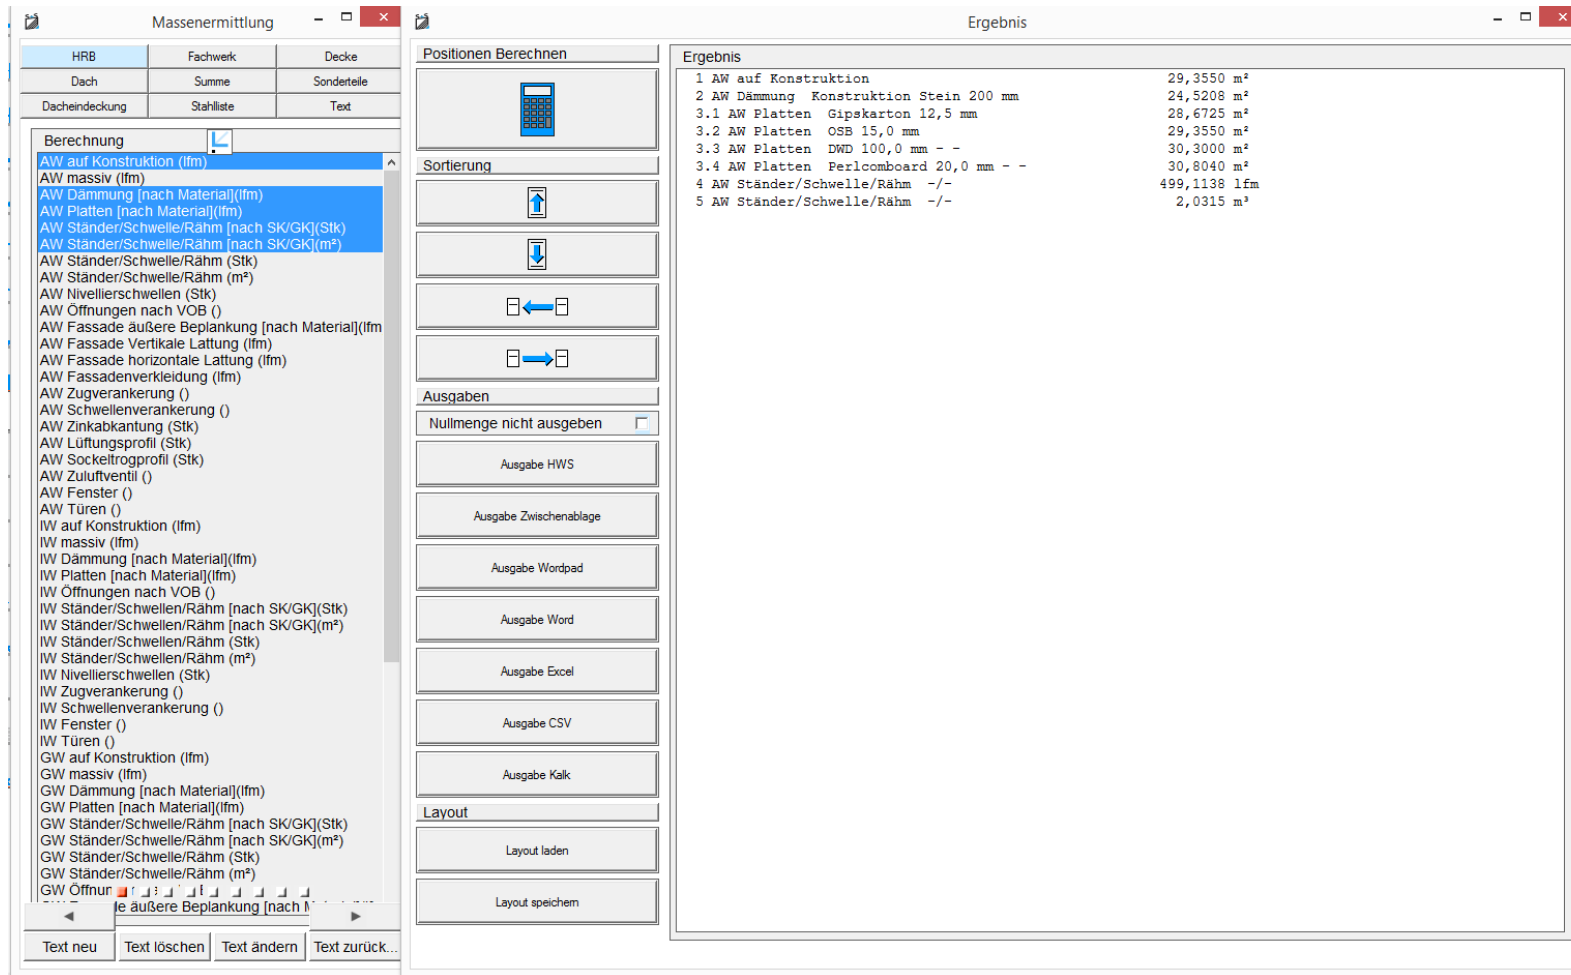 Massenermittlung
HRB
Fachwerk
Decke
Dach
Summe
Sonderteile
Dacheindeckung
Stahlliste
Text
Berechnung
AW auf Konstruktion (lfm)
AW massiv (lfm)
AW Dämmung [nach Material](lfm)
AW Platten [nach Material](lfm)
AW Ständer/Schwelle/Rähm [nach SK/GK](Stk)
AW Ständer/Schwelle/Rähm [nach SK/GK](m²)
AW Ständer/Schwelle/Rähm (Stk)
AW Ständer/Schwelle/Rähm (m²)
AW Nivellierschwellen (Stk)
AW Öffnungen nach VOB ()
AW Fassade äußere Beplankung [nach Material](lfm
AW Fassade Vertikale Lattung (lfm)
AW Fassade horizontale Lattung (lfm)
AW Fassadenverkleidung (lfm)
AW Zugverankerung ()
AW Schwellenverankerung ()
AW Zinkabkantung (Stk)
AW Lüftungsprofil (Stk)
AW Sockeltrogprofil (Stk)
AW Zuluftventil ()
AW Fenster ()
AW Türen ()
IW auf Konstruktion (lfm)
IW massiv (lfm)
IW Dämmung [nach Material](lfm)
IW Platten [nach Material](lfm)
IW Öffnungen nach VOB ()
IW Ständer/Schwellen/Rähm [nach SK/GK](Stk)
IW Ständer/Schwellen/Rähm [nach SK/GK](m²)
IW Ständer/Schwellen/Rähm (Stk)
IW Ständer/Schwellen/Rähm (m²)
IW Nivellierschwellen (Stk)
IW Zugverankerung ()
IW Schwellenverankerung ()
IW Fenster ()
IW Türen ()
GW auf Konstruktion (lfm)
GW massiv (lfm)
GW Dämmung [nach Material](lfm)
GW Platten [nach Material](lfm)
GW Ständer/Schwelle/Rähm [nach SK/GK](Stk)
GW Ständer/Schwelle/Rähm [nach SK/GK](m²)
GW Ständer/Schwelle/Rähm (Stk)
GW Ständer/Schwelle/Rähm (m²)
GW Öffnun
äußere Beplankung [nach
Text neu
Text löschen
Text ändern
Text zurück...
Ergebnis
Positionen Berechnen
Sortierung
Ausgaben
Nullmenge nicht ausgeben
Ausgabe HWS
Ausgabe Zwischenablage
Ausgabe Wordpad
Ausgabe Word
Ausgabe Excel
Ausgabe CSV
Ausgabe Kalk
Layout
Layout laden
Layout speichern
Ergebnis
1 AW auf Konstruktion 29,3550 m²
2 AW Dämmung Konstruktion Stein 200 mm 24,5208 m²
3.1 AW Platten Gipskarton 12,5 mm 28,6725 m²
3.2 AW Platten OSB 15,0 mm 29,3550 m²
3.3 AW Platten DWD 100,0 mm - - 30,3000 m²
3.4 AW Platten Perlcomboard 20,0 mm - - 30,8040 m²
4 AW Ständer/Schwelle/Rähm -/- 499,1138 lfm
5 AW Ständer/Schwelle/Rähm -/- 2,0315 m³